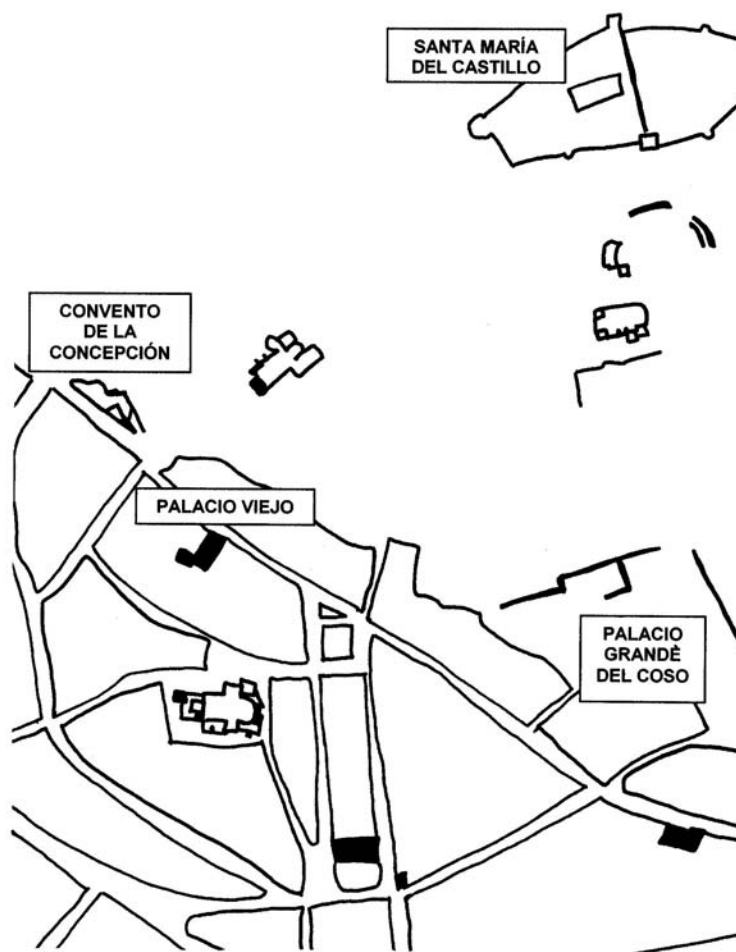 SANTA MARÍA
DEL CASTILLO
CONVENTO
DE LA
CONCEPCIÓN
PALACIO VIEJO
PALACIO
GRANDÈ
DEL COSO